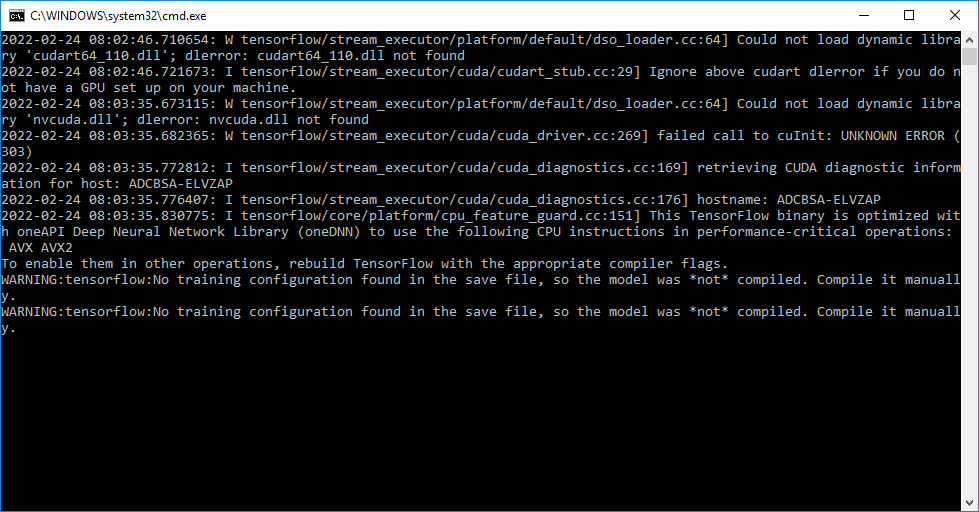 C:\WINDOWS\system32\cmd.exe
2022-02-24 08:02:46.710654: W tensorflow/stream_executor/platform/default/dso_loader.cc:64] Could not load dynamic libra
ry 'cudart64_110.dll'; dlerror: cudart64_110.dll not found
2022-02-24 08:02:46.721673: I tensorflow/stream_executor/cuda/cudart_stub.cc:29] Ignore above cudart dlerror if you do n
ot have a GPU set up on your machine.
2022-02-24 08:03:35.673115: W tensorflow/stream_executor/platform/default/dso_loader.cc:64] Could not load dynamic libra
ry 'nvcuda.dll'; dlerror: nvcuda.dll not found
2022-02-24 08:03:35.682365: W tensorflow/stream_executor/cuda/cuda_driver.cc:269] failed call to cuInit: UNKNOWN ERROR (
303)
2022-02-24 08:03:35.772812: I tensorflow/stream_executor/cuda/cuda_diagnostics.cc:169] retrieving CUDA diagnostic inform
ation for host: ADCBSA-ELVZAP
2022-02-24 08:03:35.776407: I tensorflow/stream_executor/cuda/cuda_diagnostics.cc:176] hostname: ADCBSA-ELVZAP
2022-02-24 08:03:35.830775: I tensorflow/core/platform/cpu_feature_guard.cc:151] This TensorFlow binary is optimized wit
h oneAPI Deep Neural Network Library (oneDNN) to use the following CPU instructions in performance-critical operations:
 AVX AVX2
To enable them in other operations, rebuild TensorFlow with the appropriate compiler flags.
WARNING:tensorflow:No training configuration found in the save file, so the model was *not* compiled. Compile it manuall
y.
WARNING:tensorflow:No training configuration found in the save file, so the model was *not* compiled. Compile it manuall
y.